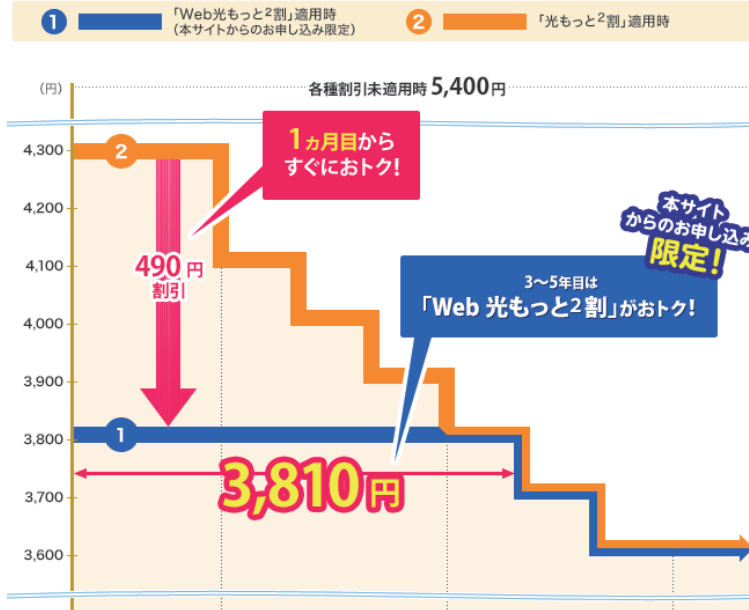 1 「Web光もっと²割」適用時
(本サイトからのお申し込み限定)
2 「光もっと²割」適用時
(円)
各種割引未適用時 5,400円
4,300
4,200
4,100
4,000
3,900
3,800
3,700
3,600
2
1ヵ月目から
すぐにおトク!
490円
割引
本サイト
からのお申し込み
限定!
3〜5年目は
「Web 光もっと²割」がおトク!
1
3,810円